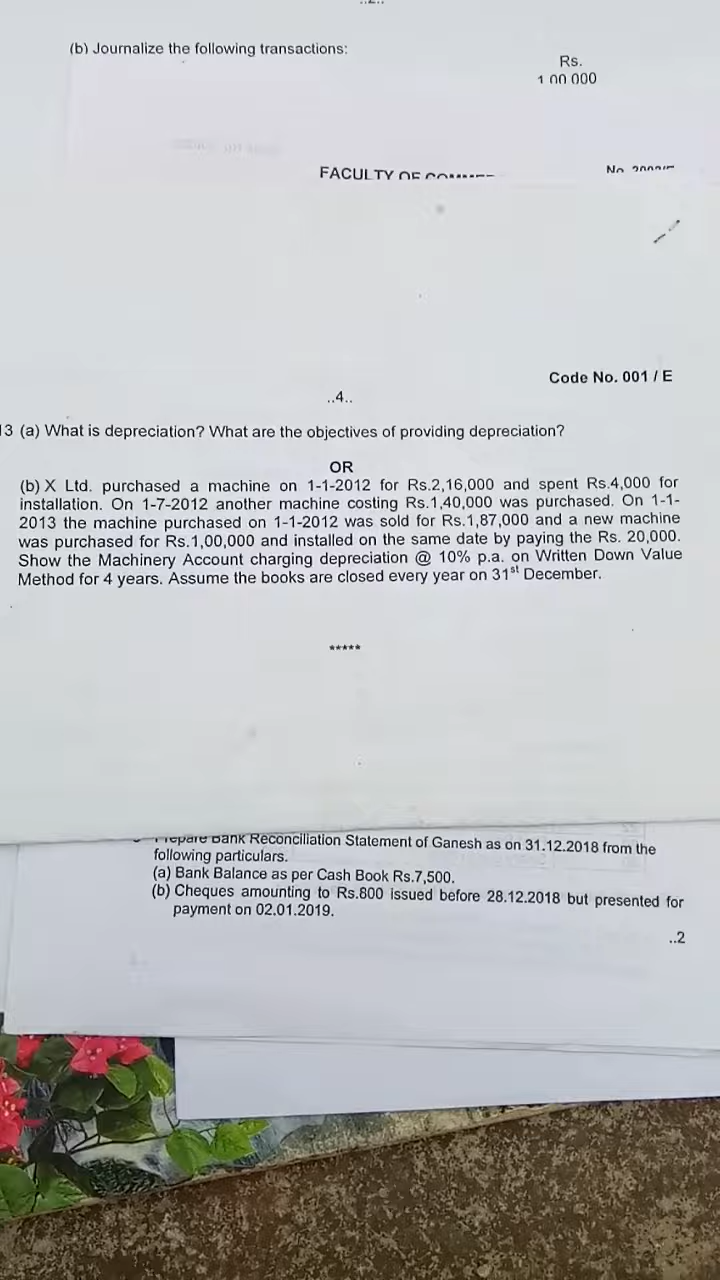 (b) Journalize the following transactions:
Rs.
1 00 000
FACULTY OF
No
Code No. 001 / E
..4..
13 (a) What is depreciation? What are the objectives of providing depreciation?
OR
(b) X Ltd. purchased a machine on 1-1-2012 for Rs.2,16,000 and spent Rs.4,000 for
installation. On 1-7-2012 another machine costing Rs.1,40,000 was purchased. On 1-1-
2013 the machine purchased on 1-1-2012 was sold for Rs.1,87,000 and a new machine
was purchased for Rs.1,00,000 and installed on the same date by paying the Rs. 20,000.
Show the Machinery Account charging depreciation @ 10% p.a. on Written Down Value
Method for 4 years. Assume the books are closed every year on 31st December.
*****
Prepare Bank Reconciliation Statement of Ganesh as on 31.12.2018 from the
following particulars.
(a) Bank Balance as per Cash Book Rs.7,500.
(b) Cheques amounting to Rs.800 issued before 28.12.2018 but presented for
payment on 02.01.2019.
..2